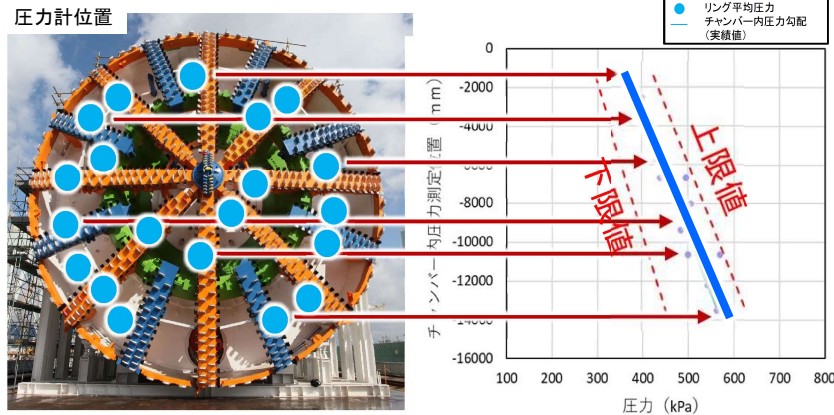 圧力計位置
リング平均圧力
チャンバー内圧力勾配
(実績値)
0
-2000
-4000
-6000
-8000
-10000
-12000
-14000
-16000
チャンバー内圧力測定位置（mm）
下限値
上限値
100 200 300 400 500 600 700 800
圧力（kPa）